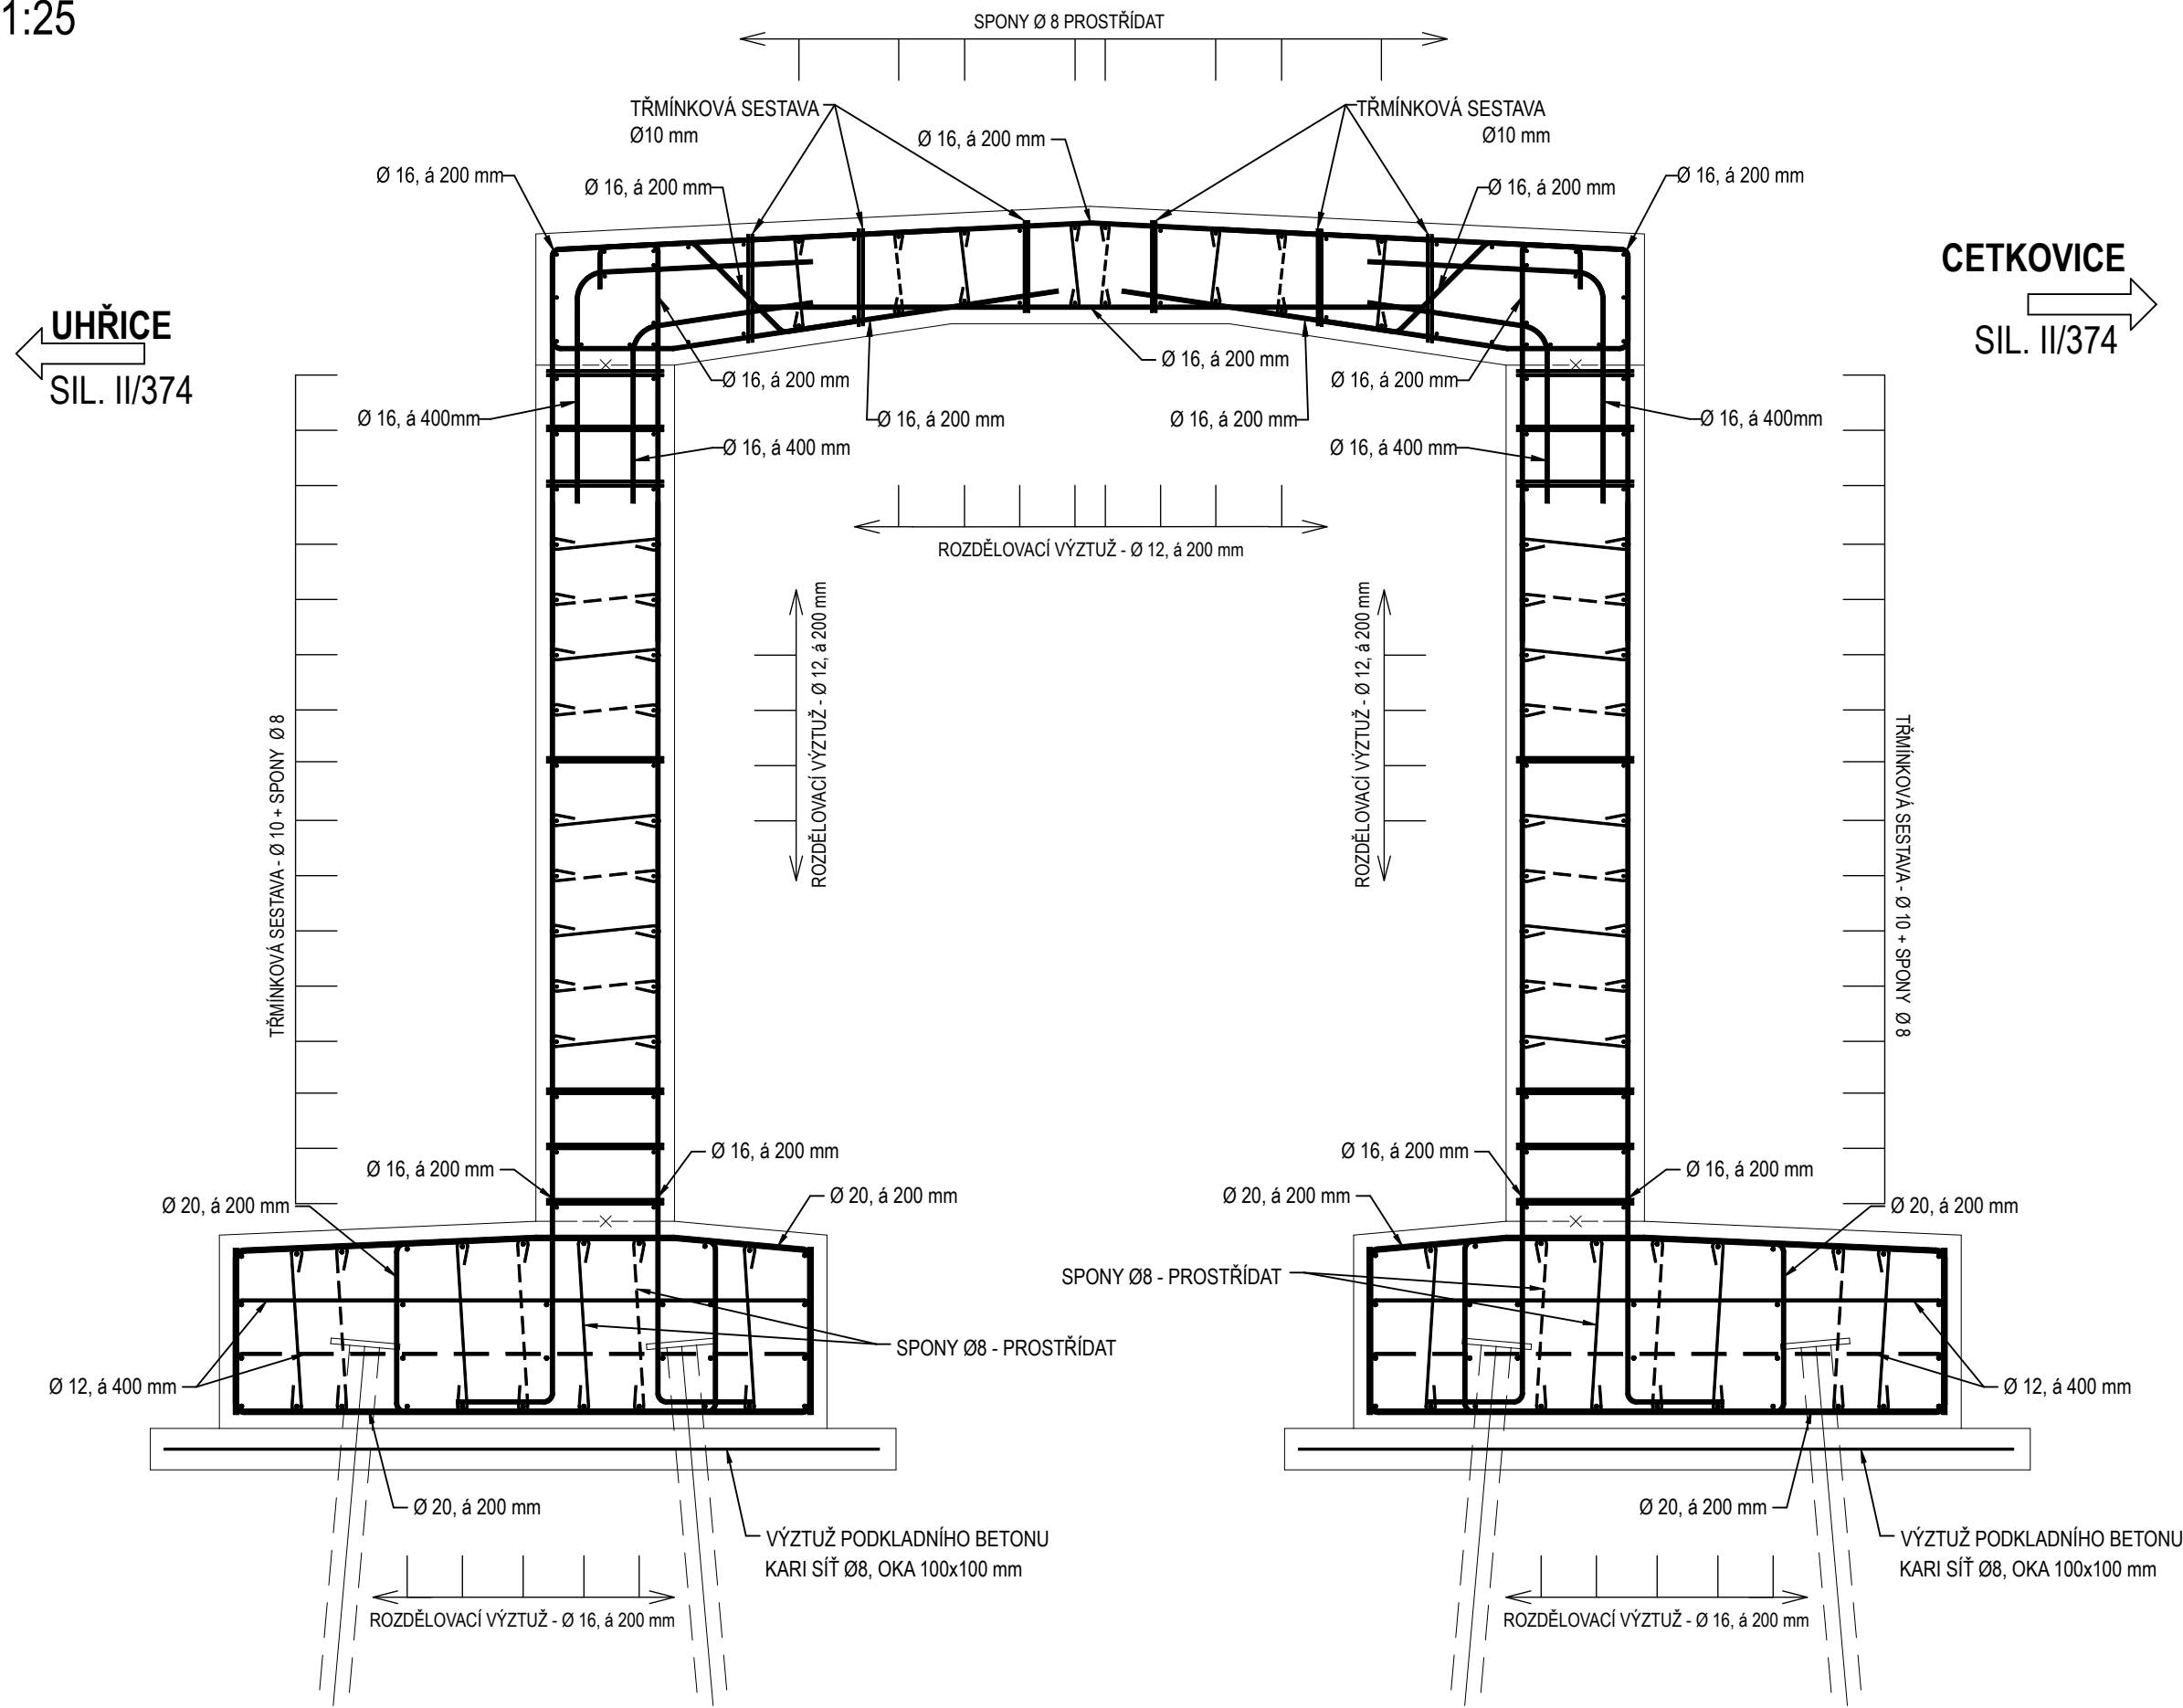 1:25
SPONY Ø 8 PROSTŘÍDAT
TŘMÍNKOVÁ SESTAVA
Ø10 mm
TŘMÍNKOVÁ SESTAVA
Ø10 mm
Ø 16, á 200 mm
Ø 16, á 200 mm
Ø 16, á 200 mm
Ø 16, á 200 mm
Ø 16, á 200 mm
UHŘICE
SIL. II/374
CETKOVICE
SIL. II/374
Ø 16, á 200 mm
Ø 16, á 200 mm
Ø 16, á 200 mm
Ø 16, á 400mm
Ø 16, á 200 mm
Ø 16, á 200 mm
Ø 16, á 400mm
Ø 16, á 400 mm
Ø 16, á 400 mm
ROZDĚLOVACÍ VÝZTUŽ - Ø 12, á 200 mm
ROZDĚLOVACÍ VÝZTUŽ - Ø 12, á 200 mm
ROZDĚLOVACÍ VÝZTUŽ - Ø 12, á 200 mm
TŘMÍNKOVÁ SESTAVA - Ø 10 + SPONY Ø 8
TŘMÍNKOVÁ SESTAVA - Ø 10 + SPONY Ø 8
Ø 16, á 200 mm
Ø 16, á 200 mm
Ø 16, á 200 mm
Ø 16, á 200 mm
Ø 20, á 200 mm
Ø 20, á 200 mm
Ø 20, á 200 mm
Ø 20, á 200 mm
SPONY Ø8 - PROSTŘÍDAT
SPONY Ø8 - PROSTŘÍDAT
Ø 12, á 400 mm
Ø 12, á 400 mm
Ø 20, á 200 mm
Ø 20, á 200 mm
VÝZTUŽ PODKLADNÍHO BETONU
KARI SÍŤ Ø8, OKA 100x100 mm
VÝZTUŽ PODKLADNÍHO BETONU
KARI SÍŤ Ø8, OKA 100x100 mm
ROZDĚLOVACÍ VÝZTUŽ - Ø 16, á 200 mm
ROZDĚLOVACÍ VÝZTUŽ - Ø 16, á 200 mm